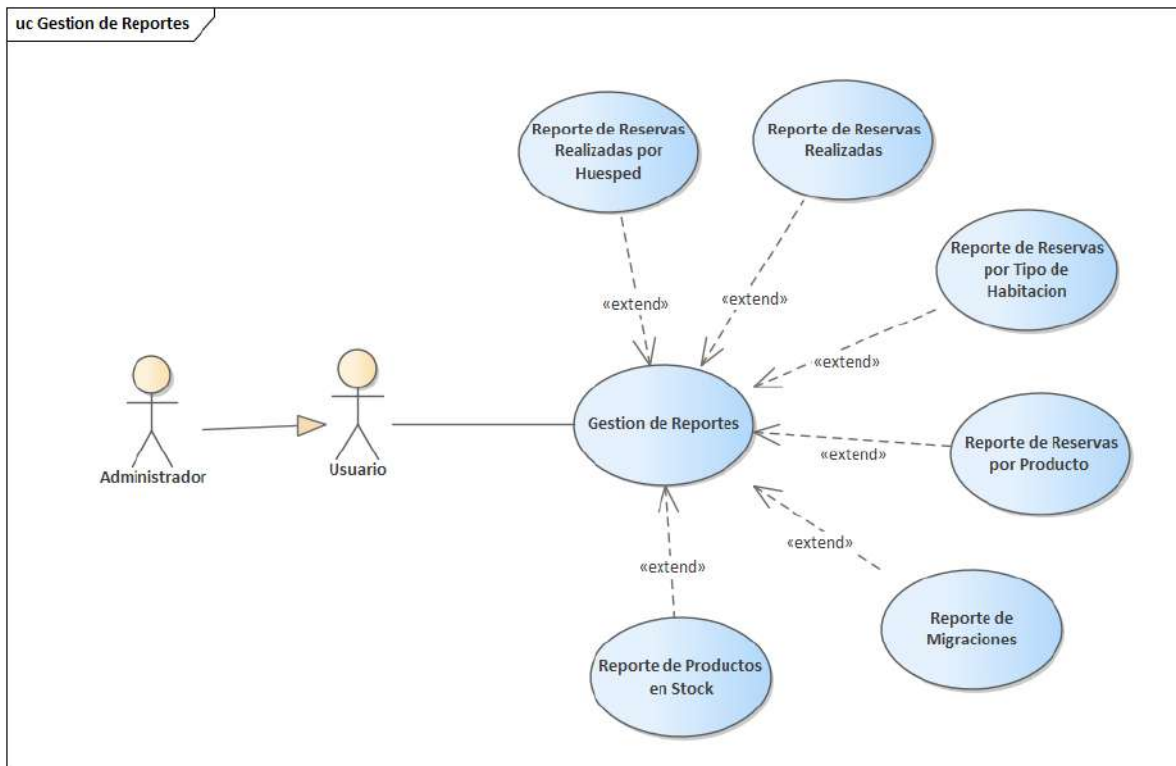 uc Gestion de Reportes
Reporte de Reservas
Realizadas por
Huesped
Reporte de Reservas
Realizadas
Reporte de Reservas
por Tipo de
Habitacion
«extend»
«extend»
«extend»
Administrador
Usuario
Gestion de Reportes
Reporte de Reservas
por Producto
«extend»
«extend»
«extend»
Reporte de
Migraciones
Reporte de Productos
en Stock